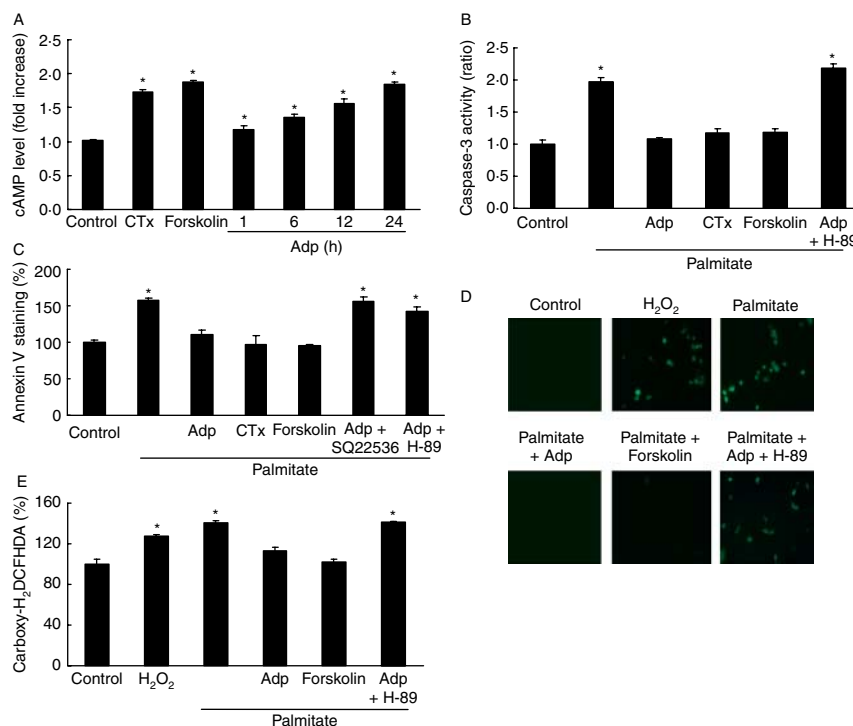 A
cAMP level (fold increase)
2·5
2·0
1·5
1·0
0·5
0·0
* * * * * *
Control CTx Forskolin 1 6 12 24
Adp (h)
B
Caspase-3 activity (ratio)
2·5
2·0
1·5
1·0
0·5
0·0
* *
Control Adp CTx Forskolin Adp
+ H-89
Palmitate
C
Annexin V staining (%)
200
150
100
50
0
* * *
Control Adp CTx Forskolin Adp + Adp +
SQ22536 H-89
Palmitate
D
Control H₂O₂ Palmitate
Palmitate Palmitate + Palmitate +
+ Adp Forskolin Adp + H-89
E
Carboxy-H₂DCFHDA (%)
160
120
80
40
0
* * *
Control H₂O₂ Adp Forskolin Adp
+ H-89
Palmitate